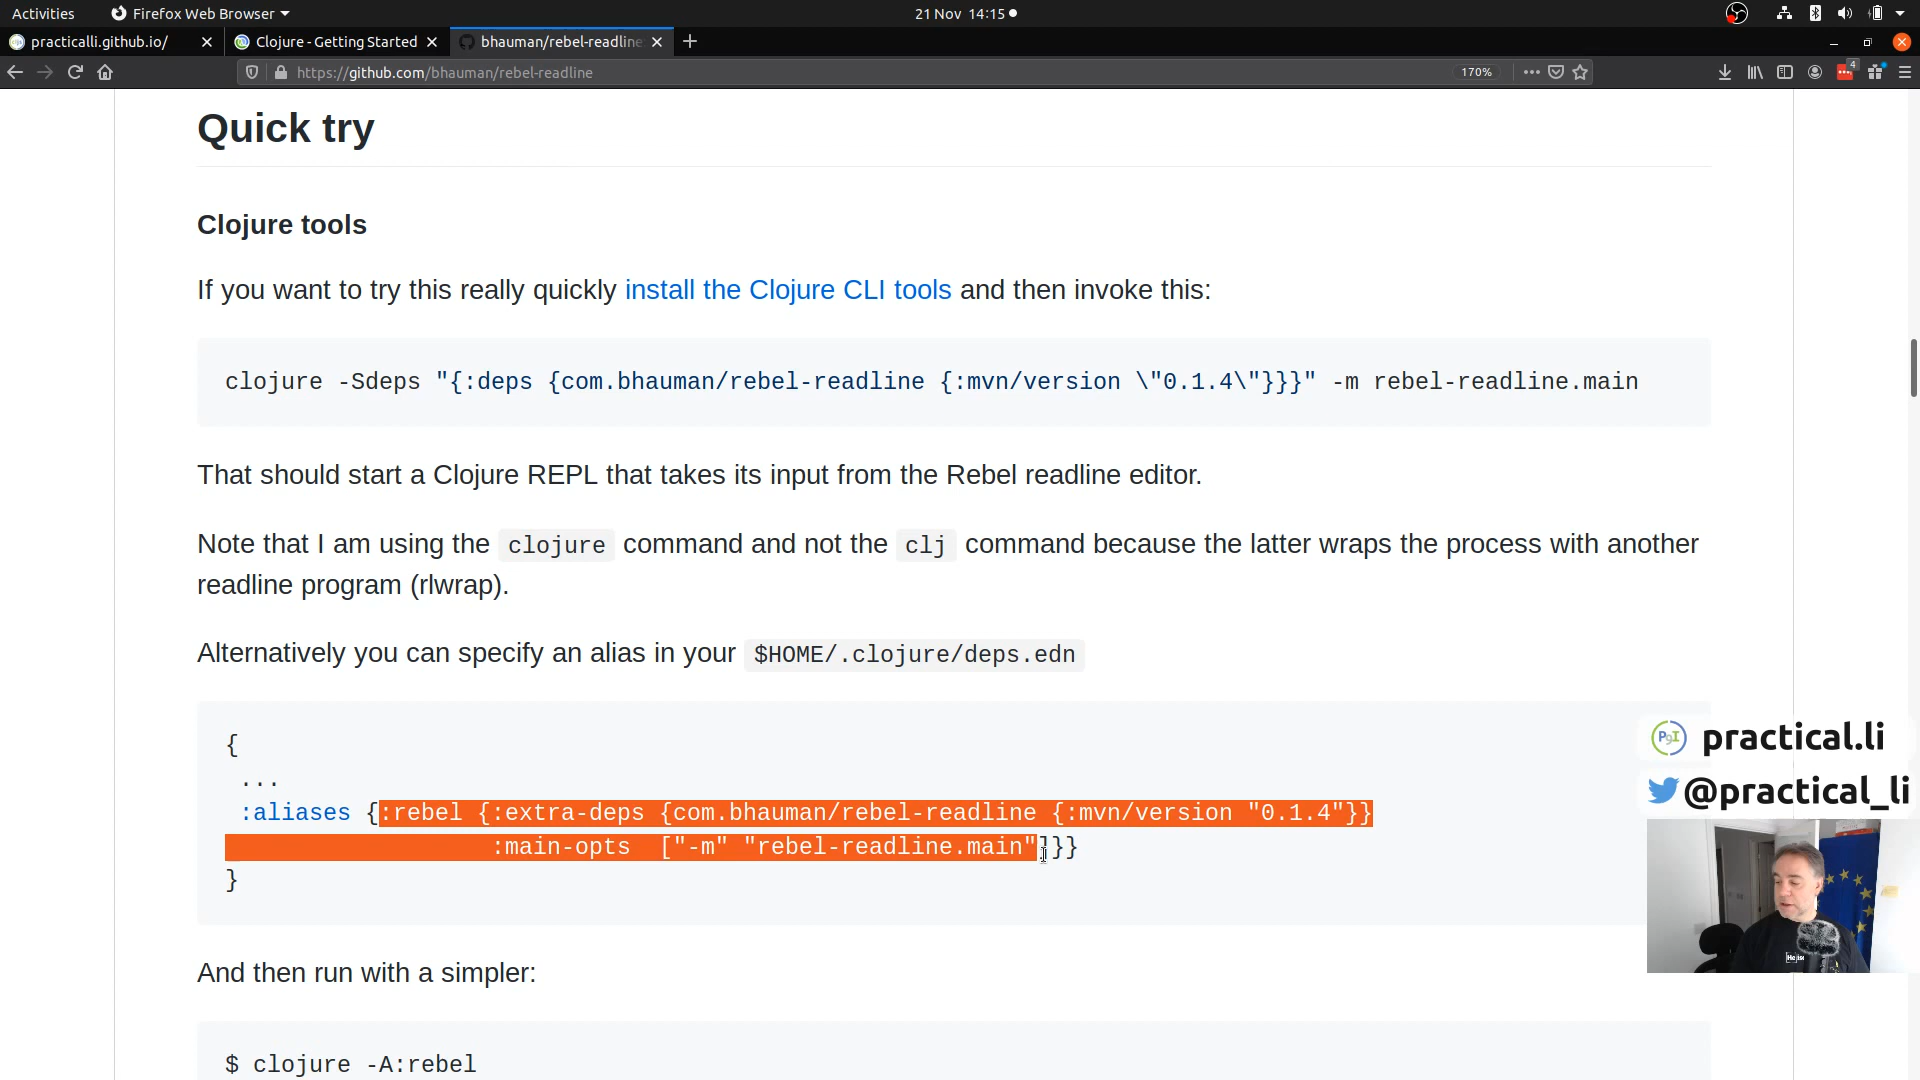 Activities Firefox Web Browser 21 Nov 14:15
practicalli.github.io/ Clojure - Getting Started bhauman/rebel-readline
https://github.com/bhauman/rebel-readline 170% 4
Quick try
Clojure tools
If you want to try this really quickly install the Clojure CLI tools and then invoke this:
clojure -Sdeps "{:deps {com.bhauman/rebel-readline {:mvn/version \"0.1.4\"}}}" -m rebel-readline.main
That should start a Clojure REPL that takes its input from the Rebel readline editor.
Note that I am using the clojure command and not the clj command because the latter wraps the process with another
readline program (rlwrap).
Alternatively you can specify an alias in your $HOME/.clojure/deps.edn
{
...
:aliases {:rebel {:extra-deps {com.bhauman/rebel-readline {:mvn/version "0.1.4"}}
:main-opts ["-m" "rebel-readline.main"]}}
}
practical.li
@practical_li
And then run with a simpler:
$ clojure -A:rebel